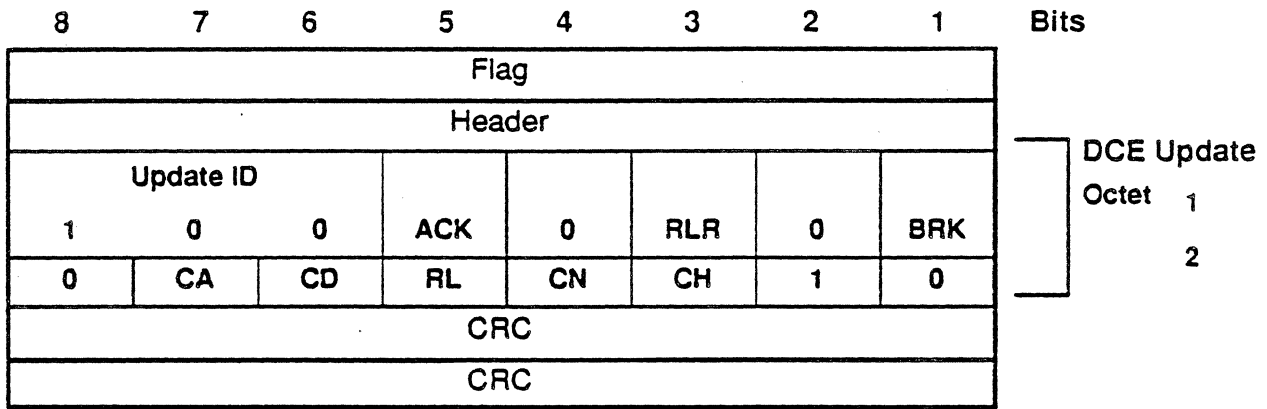 8 7 6 5 4 3 2 1 Bits
Flag
Header
DCE Update
Update ID
Octet 1
1 0 0 ACK 0 RLR 0 BRK
2
0 CA CD RL CN CH 1 0
CRC
CRC